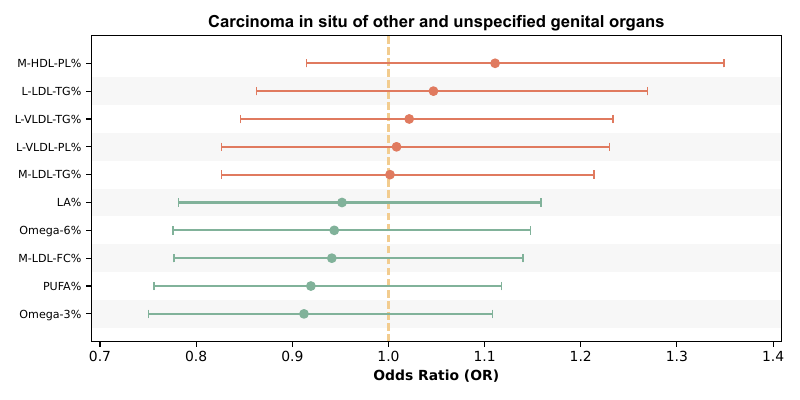 Carcinoma in situ of other and unspecified genital organs
M-HDL-PL%
L-LDL-TG%
L-VLDL-TG%
L-VLDL-PL%
M-LDL-TG%
LA%
Omega-6%
M-LDL-FC%
PUFA%
Omega-3%
0.7 0.8 0.9 1.0 1.1 1.2 1.3 1.4
Odds Ratio (OR)